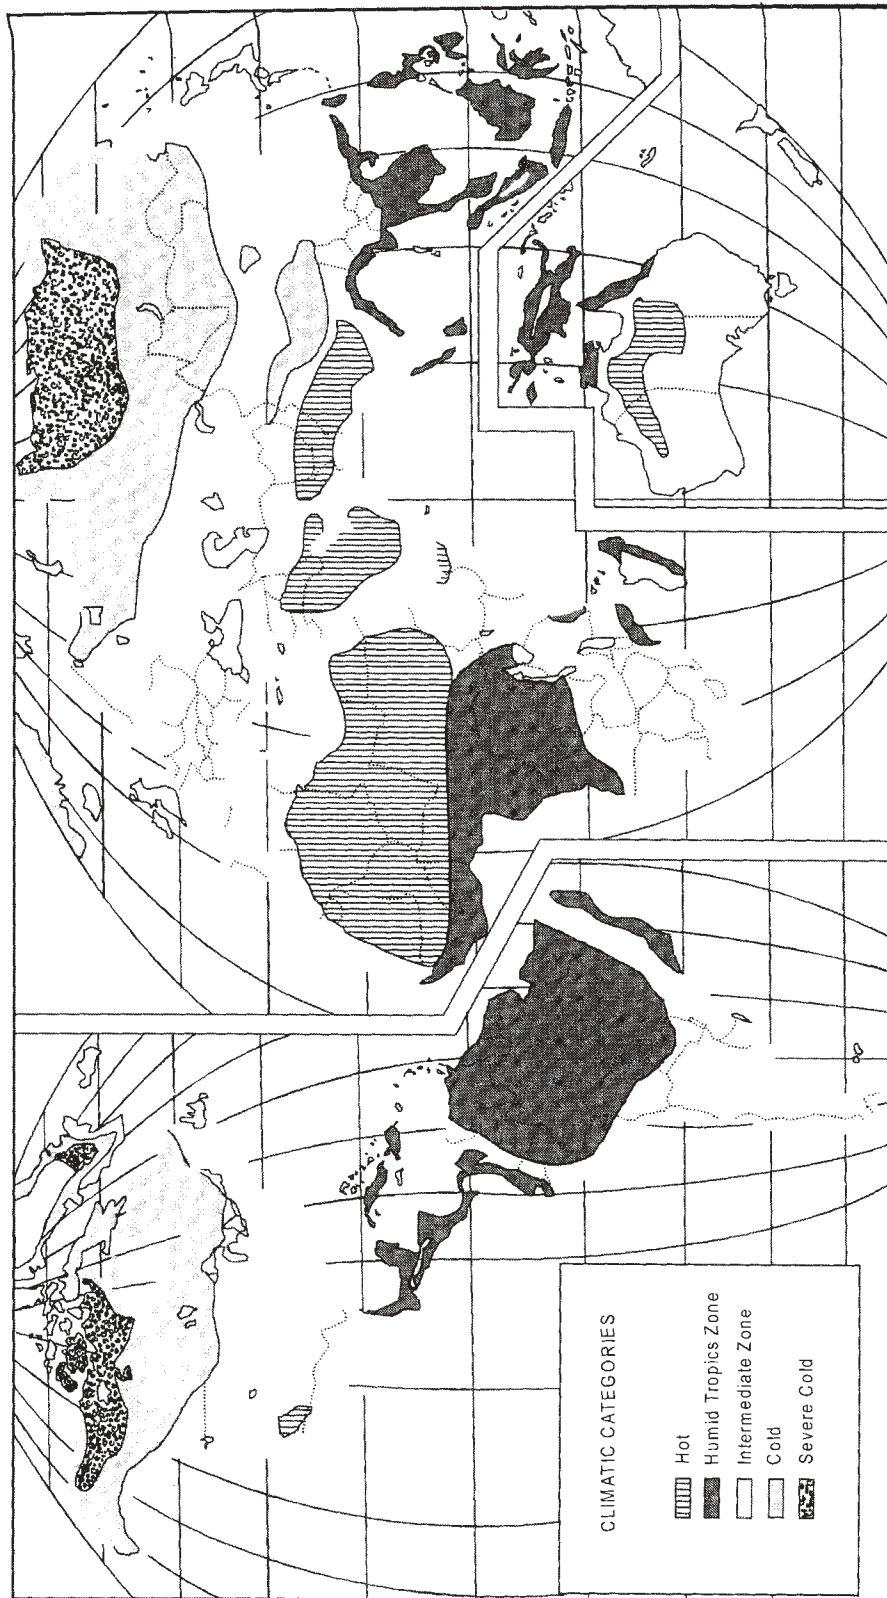 CLIMATIC CATEGORIES
Hot
Humid Tropics Zone
Intermediate Zone
Cold
Severe Cold